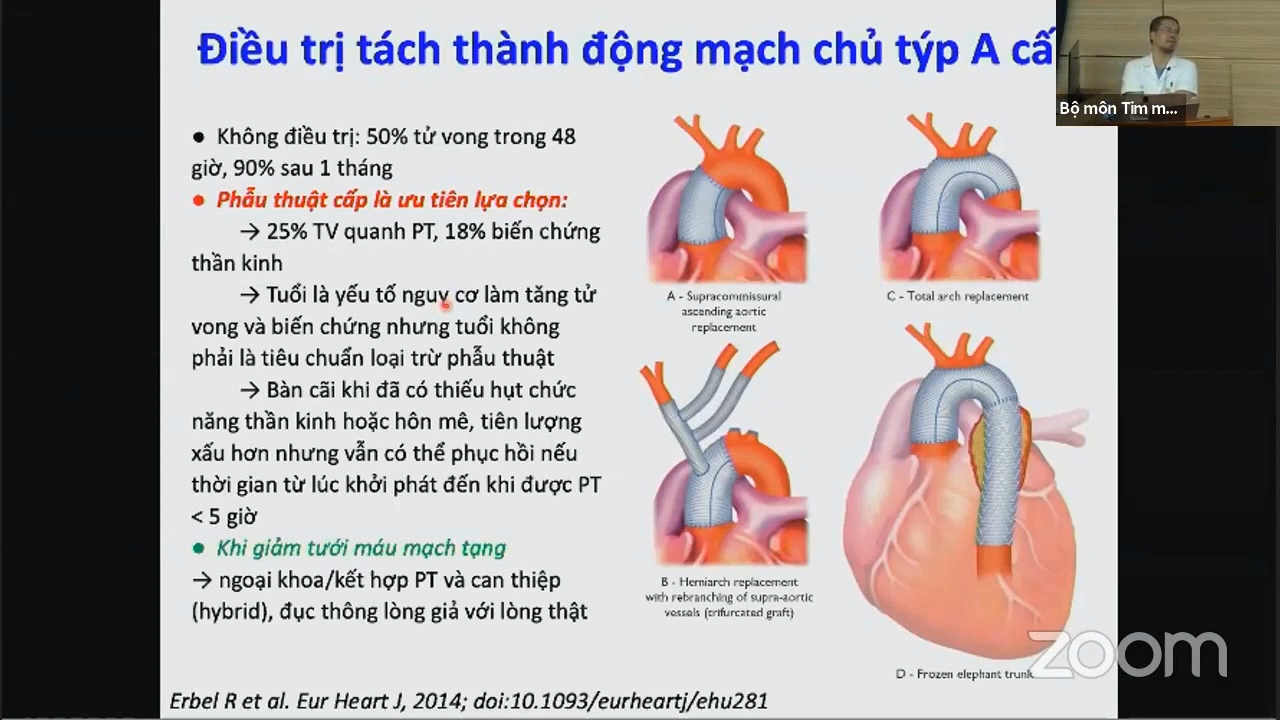 Điều trị tách thành động mạch chủ týp A cấ
Bộ môn Tim m...
● Không điều trị: 50% tử vong trong 48
giờ, 90% sau 1 tháng
● Phẫu thuật cấp là ưu tiên lựa chọn:
→ 25% TV quanh PT, 18% biến chứng
thần kinh
→ Tuổi là yếu tố nguy cơ làm tăng tử
vong và biến chứng nhưng tuổi không
phải là tiêu chuẩn loại trừ phẫu thuật
→ Bàn cãi khi đã có thiếu hụt chức
năng thần kinh hoặc hôn mê, tiên lượng
xấu hơn nhưng vẫn có thể phục hồi nếu
thời gian từ lúc khởi phát đến khi được PT
< 5 giờ
● Khi giảm tưới máu mạch tạng
→ ngoại khoa/kết hợp PT và can thiệp
(hybrid), đục thông lòng giả với lòng thật
A - Supracommissural
ascending aortic
replacement
C - Total arch replacement
B - Hemiarch replacement
with rebranching of supra-aortic
vessels (trifurcated graft)
D - Frozen elephant trunk
zoom
Erbel R et al. Eur Heart J, 2014; doi:10.1093/eurheartj/ehu281